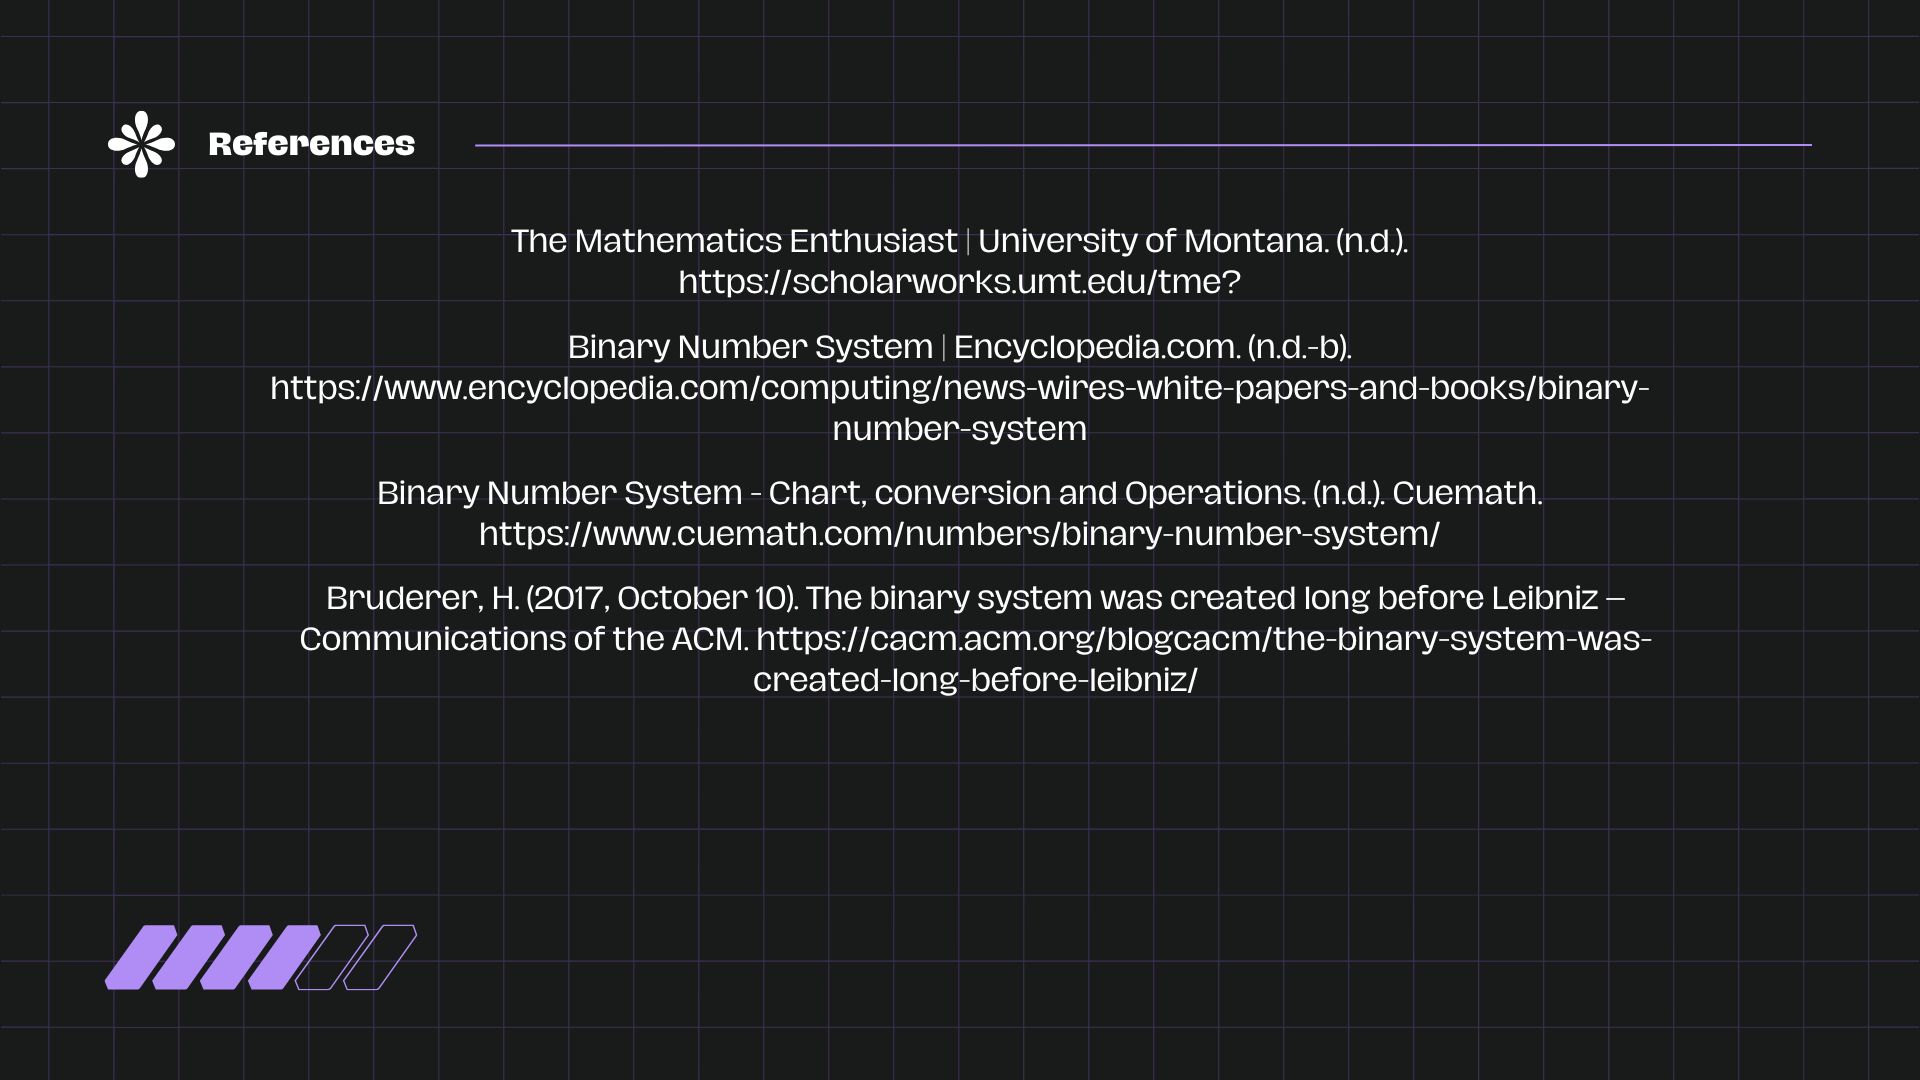 References
The Mathematics Enthusiast | University of Montana. (n.d.).
https://scholarworks.umt.edu/tme?
Binary Number System | Encyclopedia.com. (n.d.-b).
https://www.encyclopedia.com/computing/news-wires-white-papers-and-books/binary-
number-system
Binary Number System - Chart, conversion and Operations. (n.d.). Cuemath.
https://www.cuemath.com/numbers/binary-number-system/
Bruderer, H. (2017, October 10). The binary system was created long before Leibniz –
Communications of the ACM. https://cacm.acm.org/blogcacm/the-binary-system-was-
created-long-before-leibniz/